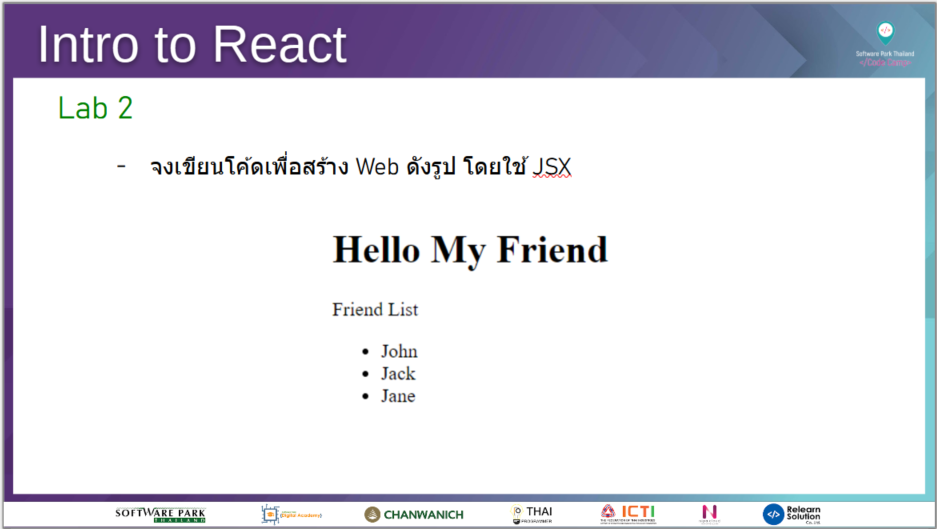 Intro to React
Software Park Thailand
Lab 2
- จงเขียนโค้ดเพื่อสร้าง Web ดังรูป โดยใช้ JSX
Hello My Friend
Friend List
• John
• Jack
• Jane
SOFTWARE PARK
THAILAND
Digital Academy
CHANWANICH
THAI
PROGRAMMER
ICTI
N
Relearn
Solution
Co., Ltd.